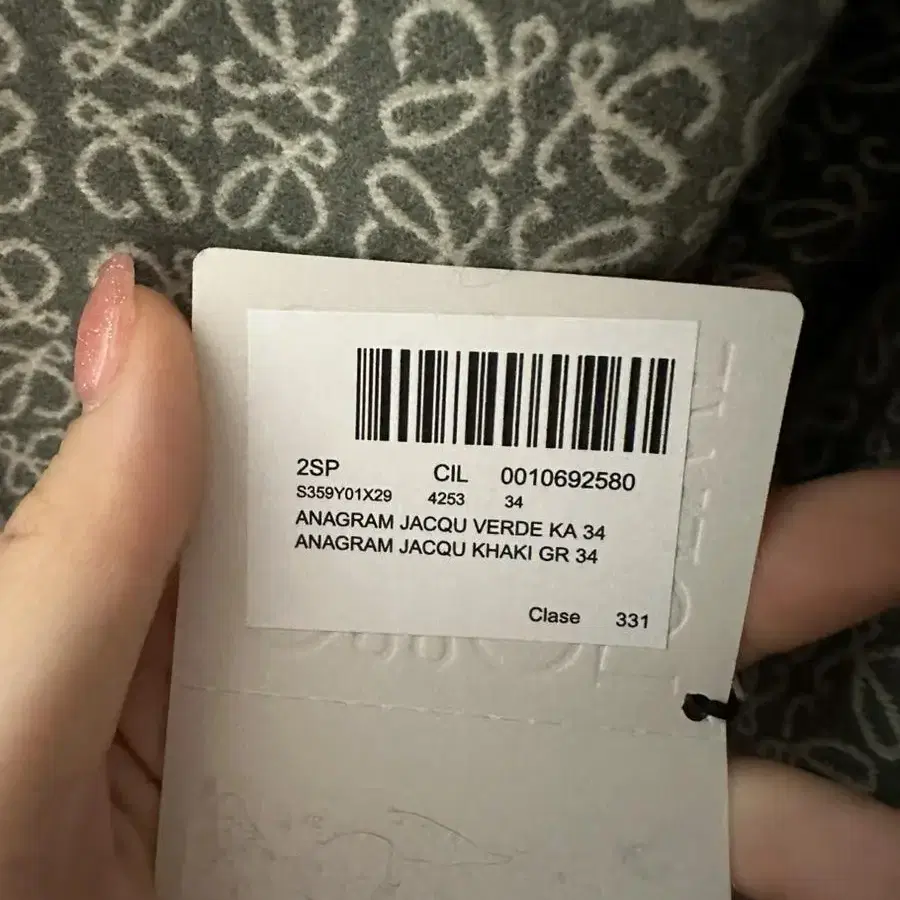 2SP CIL 0010692580
S359Y01X29 4253 34
ANAGRAM JACQU VERDE KA 34
ANAGRAM JACQU KHAKI GR 34
Clase 331